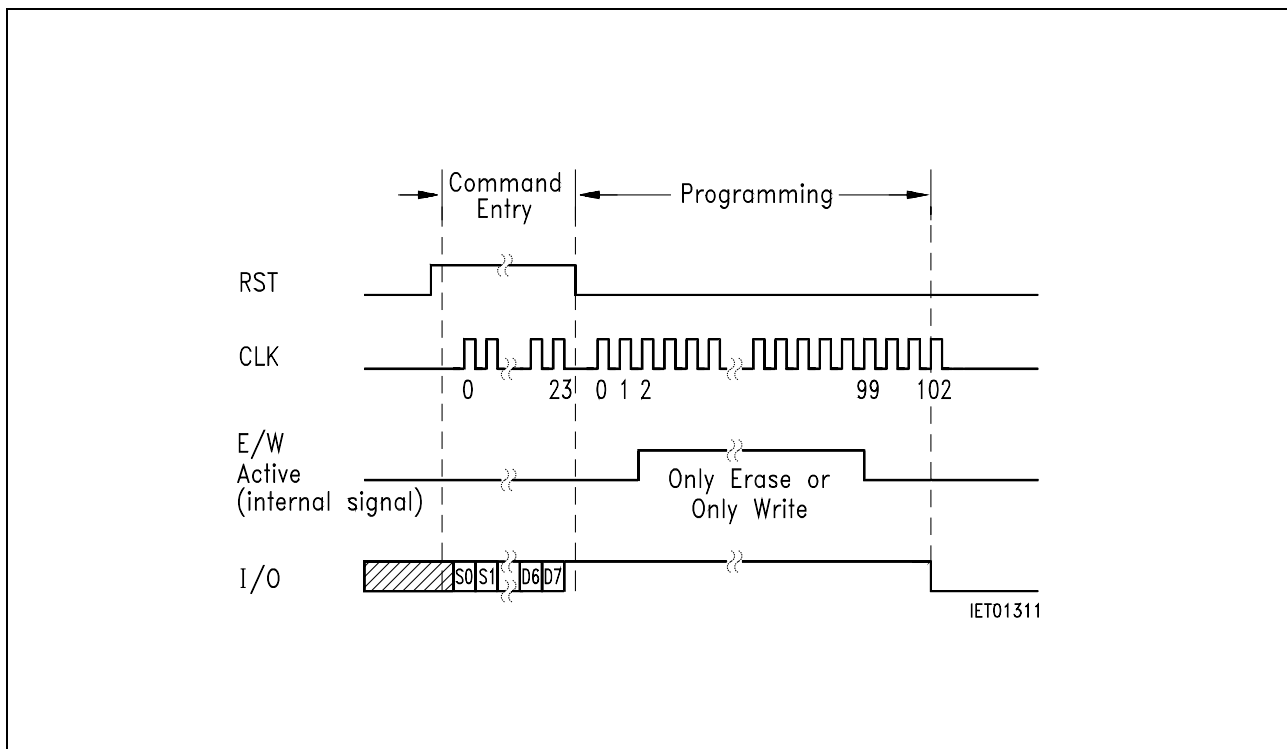 Command
Entry
Programming
RST
CLK
0 23 0 1 2 99 102
E/W
Active
(internal signal)
Only Erase or
Only Write
I/O
S0 S1 D6 D7
IET01311